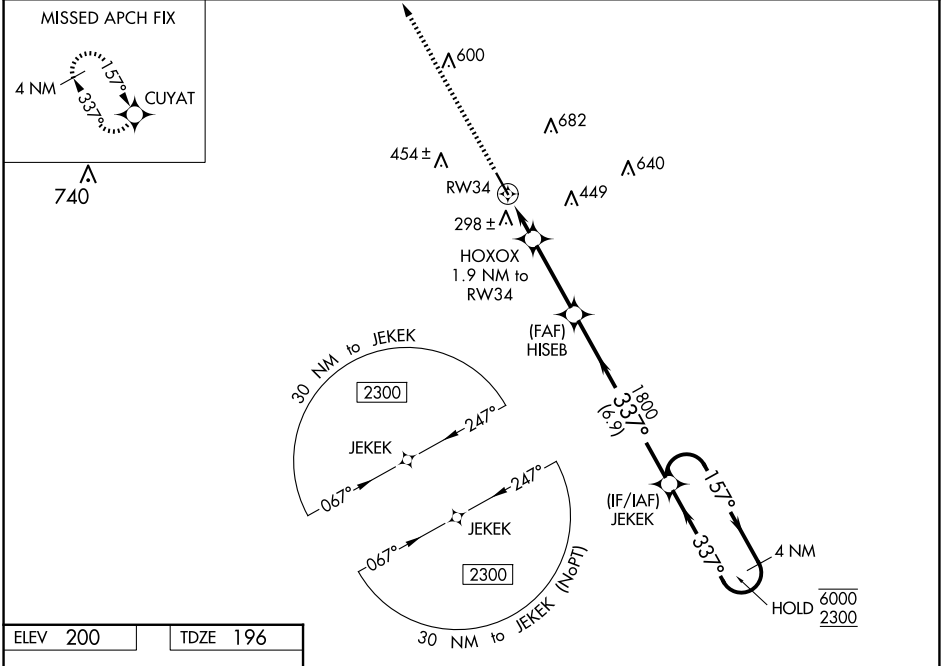 MISSED APCH FIX
4 NM
157°
337°
CUYAT
740
600
682
454 ±
640
RW34
449
298 ±
HOXOX
1.9 NM to
RW34
(FAF)
HISEB
30 NM to JEKEK
2300
247°
JEKEK
067°
1800
337°
(6.9)
247°
JEKEK
067°
2300
30 NM to JEKEK (NoPT)
(IF/IAF)
JEKEK
157°
337°
4 NM
HOLD 6000
2300
ELEV 200
TDZE 196